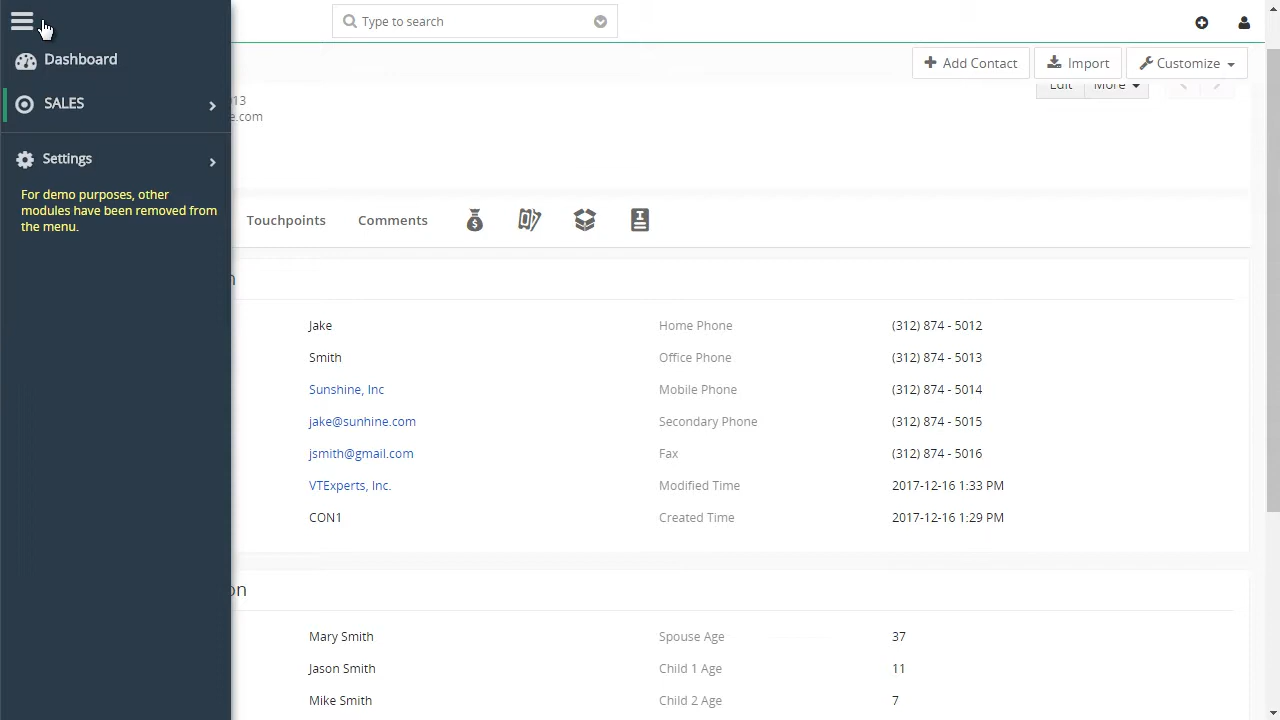 Type to search
Dashboard
SALES
Settings
For demo purposes, other
modules have been removed from
the menu.
Add Contact
Import
Customize
Edit
More
13
e.com
Touchpoints
Comments
n
Jake
Home Phone
(312) 874 - 5012
Smith
Office Phone
(312) 874 - 5013
Sunshine, Inc
Mobile Phone
(312) 874 - 5014
jake@sunhine.com
Secondary Phone
(312) 874 - 5015
jsmith@gmail.com
Fax
(312) 874 - 5016
VTExperts, Inc.
Modified Time
2017-12-16 1:33 PM
CON1
Created Time
2017-12-16 1:29 PM
on
Mary Smith
Spouse Age
37
Jason Smith
Child 1 Age
11
Mike Smith
Child 2 Age
7